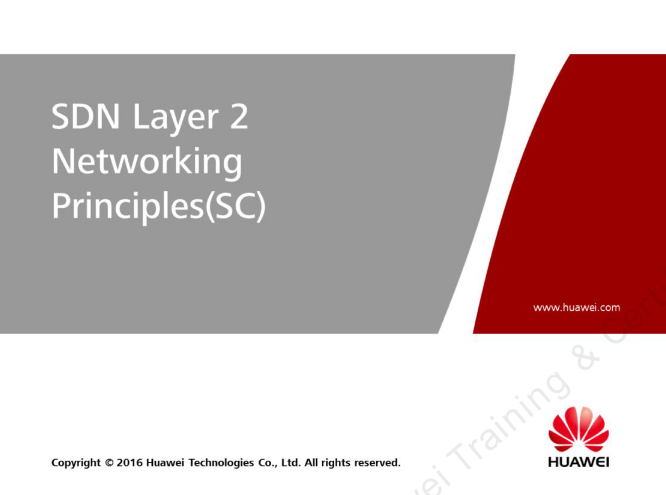 SDN Layer 2
Networking
Principles(SC)
www.huawei.com
Training &
HUAWEI
Copyright © 2016 Huawei Technologies Co., Ltd. All rights reserved.